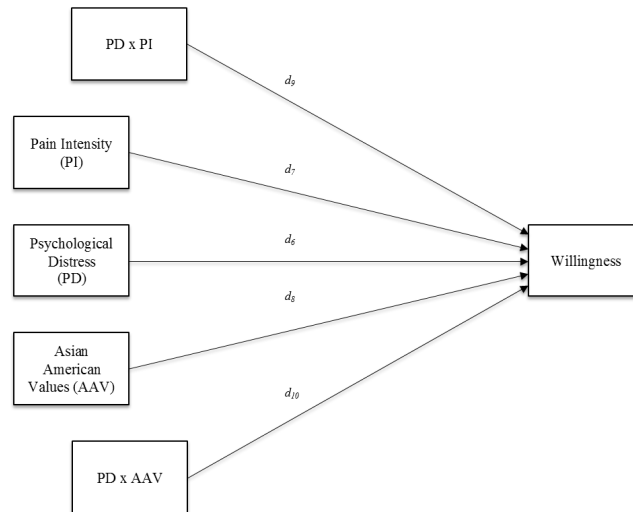 PD x PI
d9
Pain Intensity
(PI)
d7
Psychological
Distress
(PD)
d6
Willingness
Asian
American
Values (AAV)
d8
d10
PD x AAV